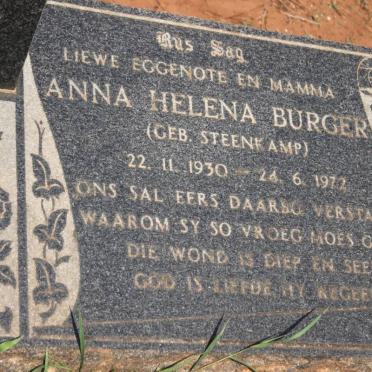 Rus Sag
LIEWE EGGENOTE EN MAMMA
ANNA HELENA BURGER
(GEB. STEENKAMP)
22. 11. 1930 — 24. 6. 1972
ONS SAL EERS DAARBO
WAAROM SY SO VROEG MOES
DIE WOND IS DIEP EN
GOD IS LIEFDE HY